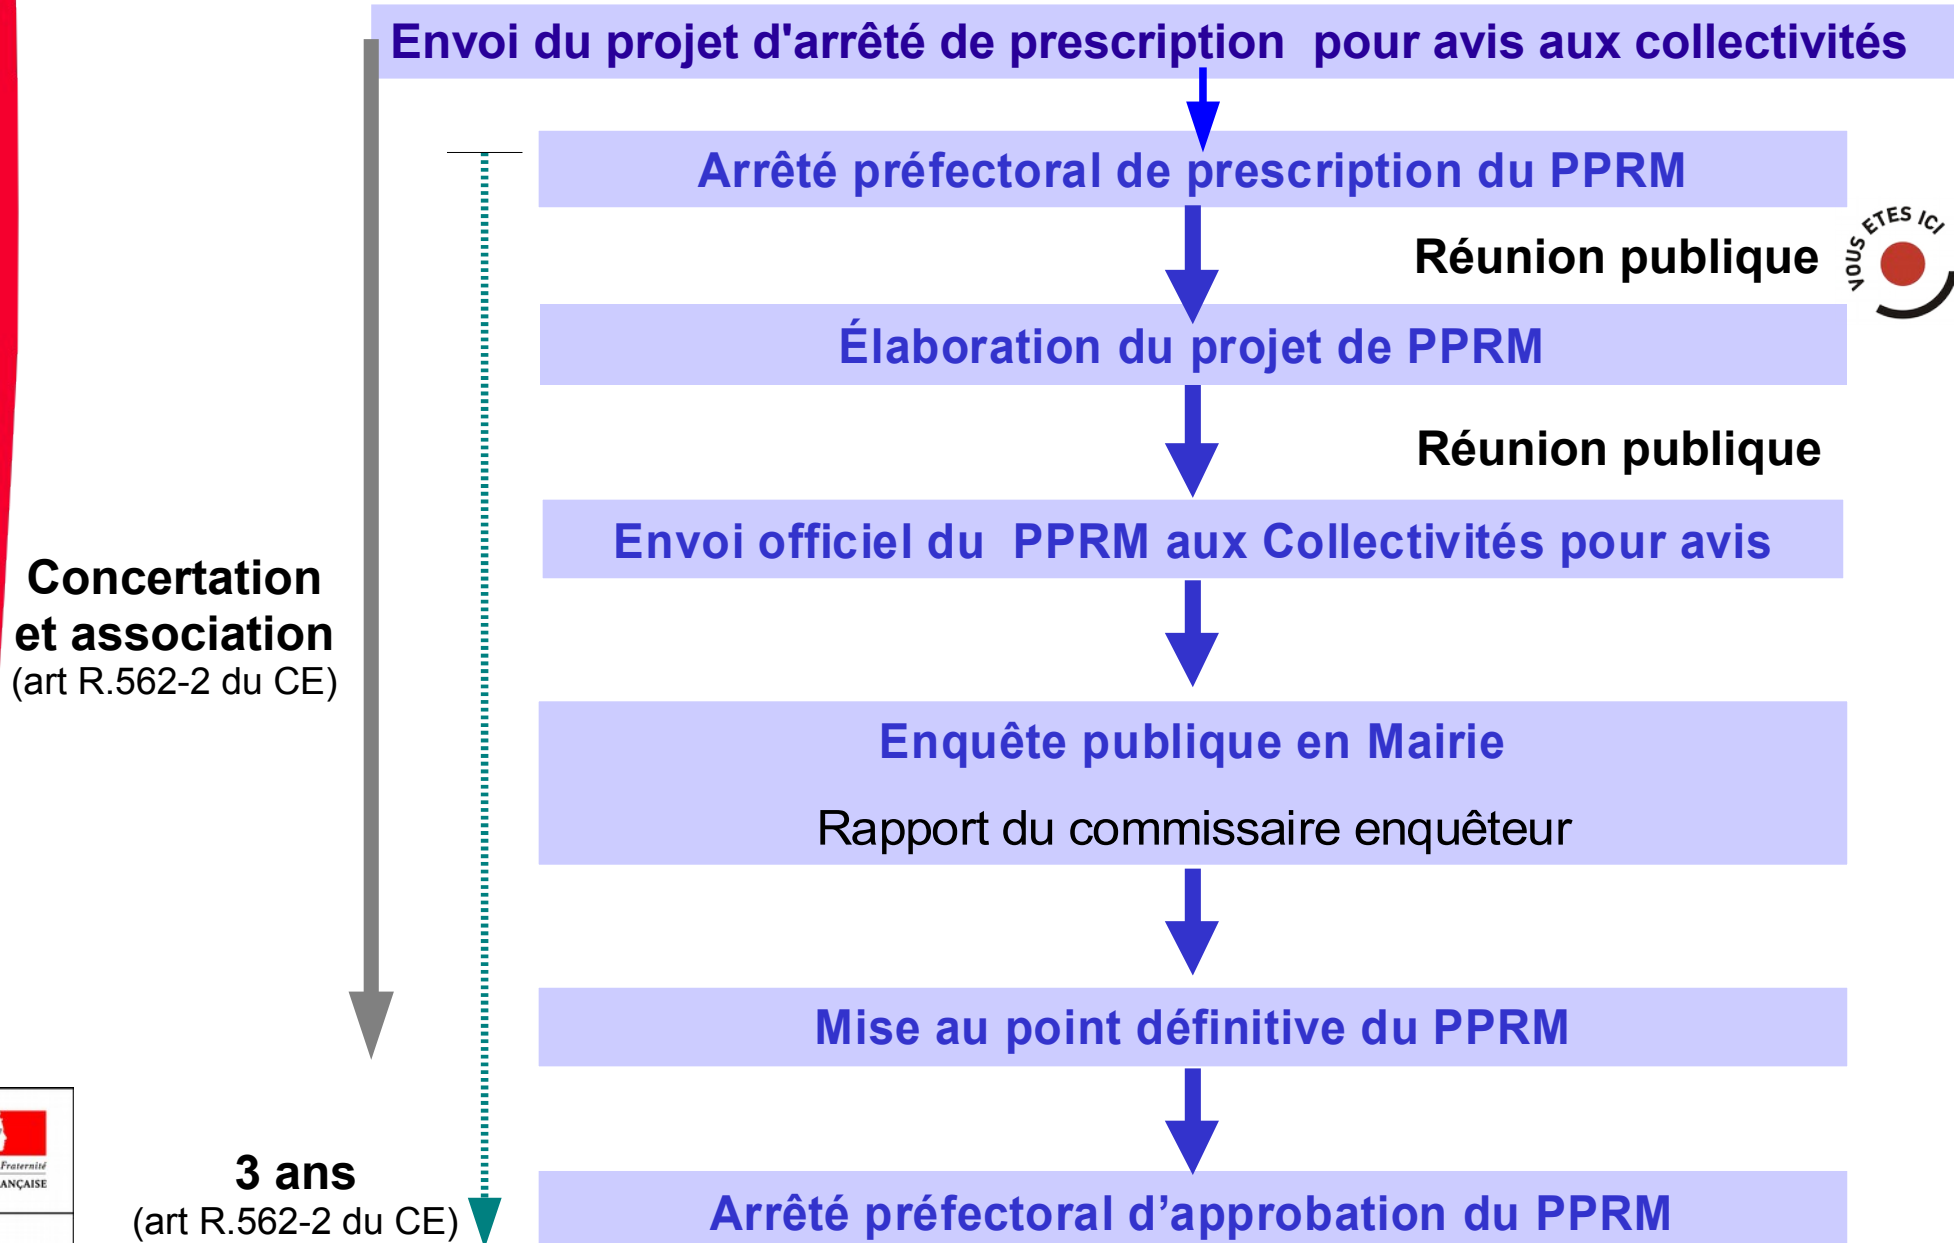 Envoi du projet d'arrêté de prescription pour avis aux collectivités
Arrêté préfectoral de prescription du PPRM
Réunion publique
VOUS ETES ICI
Élaboration du projet de PPRM
Réunion publique
Envoi officiel du PPRM aux Collectivités pour avis
Concertation
et association
(art R.562-2 du CE)
Enquête publique en Mairie
Rapport du commissaire enquêteur
Mise au point définitive du PPRM
Fraternité
ANÇAISE
3 ans
(art R.562-2 du CE)
Arrêté préfectoral d’approbation du PPRM